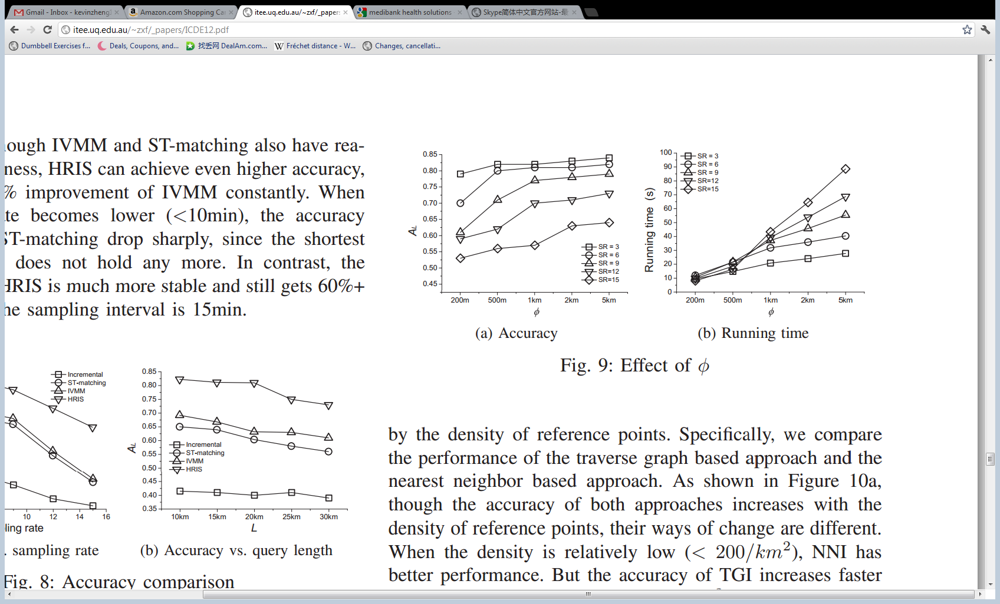 Gmail - Inbox - kevinzheng1
Amazon.com Shopping Ca
itee.uq.edu.au/~zxf/_papers
medibank health solutions -
Skype简体中文官方网站-最
itee.uq.edu.au/~zxf/_papers/ICDE12.pdf
Dumbbell Exercises f...
Deals, Coupons, and...
找丢网 DealAm.com...
Fréchet distance - W...
Changes, cancellati...
ough IVMM and ST-matching also have rea-
ness, HRIS can achieve even higher accuracy,
% improvement of IVMM constantly. When
te becomes lower (<10min), the accuracy
ST-matching drop sharply, since the shortest
does not hold any more. In contrast, the
HRIS is much more stable and still gets 60%+
he sampling interval is 15min.
Incremental
ST-matching
IVMM
HRIS
10 12 14 16
ling rate
. sampling rate
0.85
0.80
0.75
0.70
0.65
0.60
0.55
0.50
0.45
0.40
0.35
AL
Incremental
ST-matching
IVMM
HRIS
10km 15km 20km 25km 30km
L
(b) Accuracy vs. query length
Fig. 8: Accuracy comparison
0.85
0.80
0.75
0.70
0.65
0.60
0.55
0.50
0.45
AL
SR = 3
SR = 6
SR = 9
SR=12
SR=15
200m 500m 1km 2km 5km
ϕ
(a) Accuracy
100
90
80
70
60
50
40
30
20
10
0
Running time (s)
SR = 3
SR = 6
SR = 9
SR=12
SR=15
200m 500m 1km 2km 5km
ϕ
(b) Running time
Fig. 9: Effect of ϕ
by the density of reference points. Specifically, we compare
the performance of the traverse graph based approach and the
nearest neighbor based approach. As shown in Figure 10a,
though the accuracy of both approaches increases with the
density of reference points, their ways of change are different.
When the density is relatively low (< 200/km²), NNI has
better performance. But the accuracy of TGI increases faster